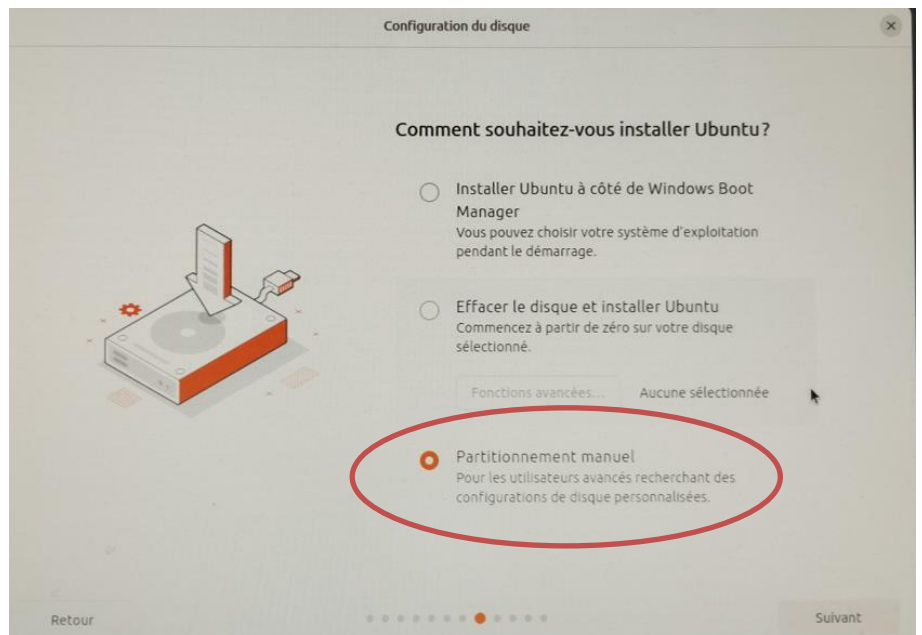 Configuration du disque
Comment souhaitez-vous installer Ubuntu?
Installer Ubuntu à côté de Windows Boot
Manager
Vous pouvez choisir votre système d'exploitation
pendant le démarrage.
Effacer le disque et installer Ubuntu
Commencez à partir de zéro sur votre disque
sélectionné.
Fonctions avancées... Aucune sélectionnée
Partitionnement manuel
Pour les utilisateurs avancés recherchant des
configurations de disque personnalisées.
Retour
Suivant